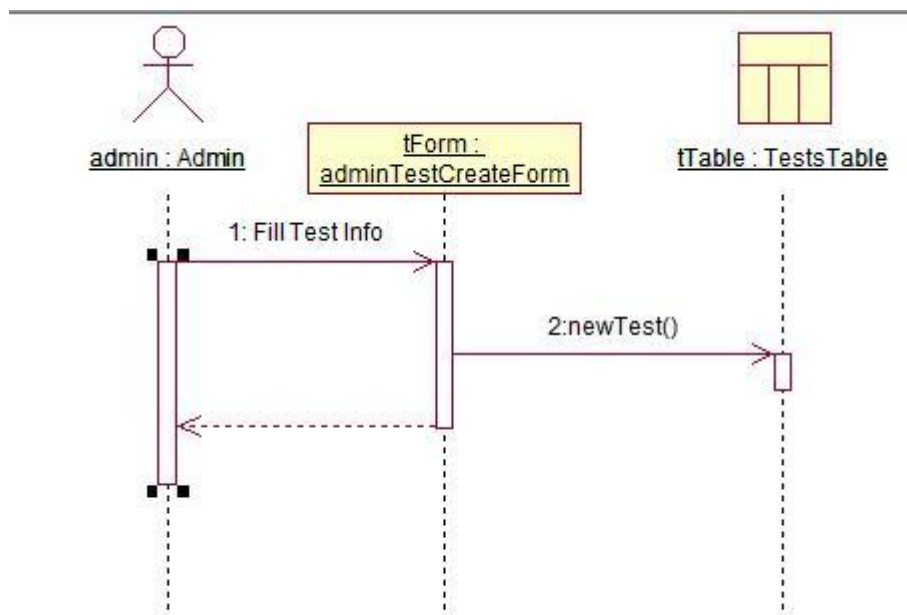 admin : Admin
tForm :
adminTestCreateForm
tTable : TestsTable
1: Fill Test Info
2:newTest()